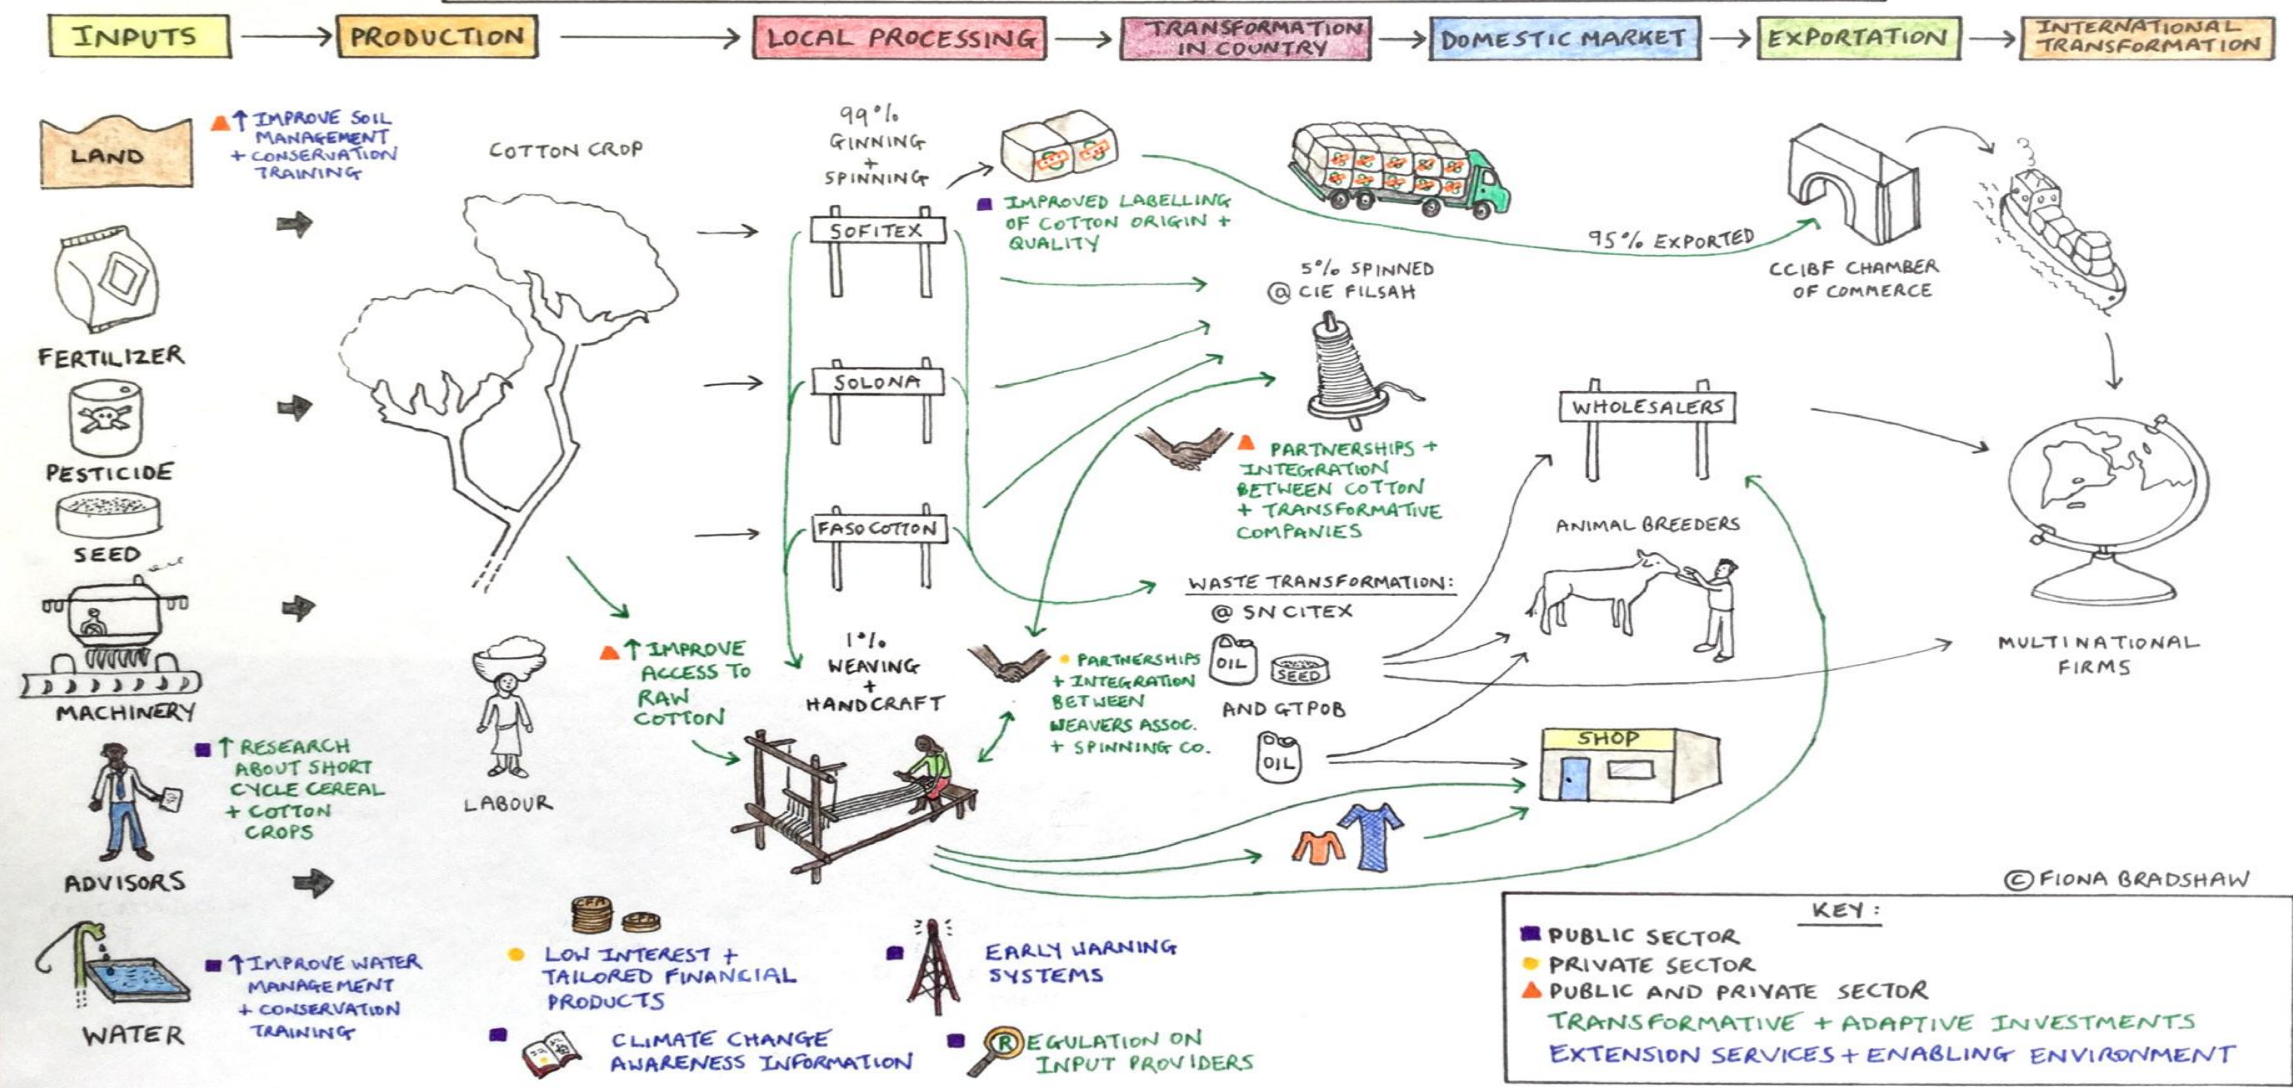 INPUTS
PRODUCTION
LOCAL PROCESSING
TRANSFORMATION
IN COUNTRY
DOMESTIC MARKET
EXPORTATION
INTERNATIONAL
TRANSFORMATION
LAND
↑ IMPROVE SOIL
MANAGEMENT
+ CONSERVATION
TRAINING
FERTILIZER
PESTICIDE
SEED
MACHINERY
↑ RESEARCH
ABOUT SHORT
CYCLE CEREAL
+ COTTON
CROPS
ADVISORS
↑ IMPROVE WATER
MANAGEMENT
+ CONSERVATION
TRAINING
WATER
COTTON CROP
LABOUR
↑ IMPROVE
ACCESS TO
RAW
COTTON
CFA
LOW INTEREST +
TAILORED FINANCIAL
PRODUCTS
CLIMATE CHANGE
AWARENESS INFORMATION
99%
GINNING
+
SPINNING
SOFITEX
SOLONA
FASO COTTON
1%
WEAVING
+
HANDCRAFT
EARLY WARNING
SYSTEMS
REGULATION ON
INPUT PROVIDERS
IMPROVED LABELLING
OF COTTON ORIGIN +
QUALITY
5% SPINNED
@ CIE FILSAH
PARTNERSHIPS +
INTEGRATION
BETWEEN COTTON
+ TRANSFORMATIVE
COMPANIES
WASTE TRANSFORMATION:
@ SN CITEX
OIL
SEED
AND GTPOB
OIL
PARTNERSHIPS
+ INTEGRATION
BETWEEN
WEAVERS ASSOC.
+ SPINNING CO.
95% EXPORTED
WHOLESALERS
ANIMAL BREEDERS
SHOP
CCIBF CHAMBER
OF COMMERCE
MULTINATIONAL
FIRMS
© FIONA BRADSHAW
KEY:
PUBLIC SECTOR
PRIVATE SECTOR
PUBLIC AND PRIVATE SECTOR
TRANSFORMATIVE + ADAPTIVE INVESTMENTS
EXTENSION SERVICES + ENABLING ENVIRONMENT